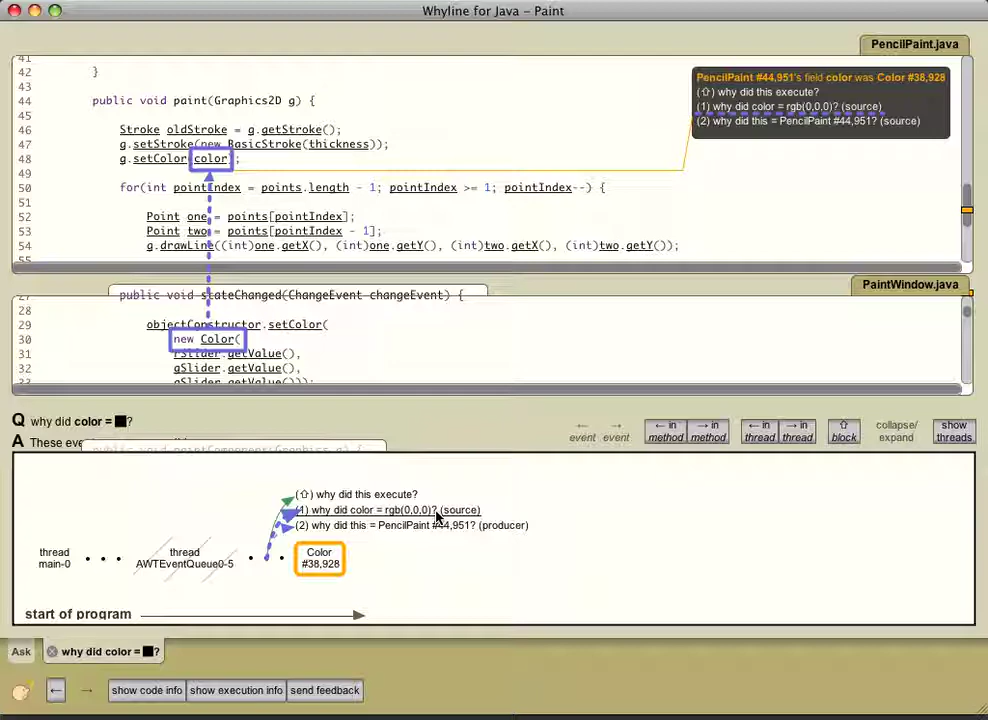 Whyline for Java - Paint
PencilPaint.java
41
42 }
43
44 public void paint(Graphics2D g) {
45
46 Stroke oldStroke = g.getStroke();
47 g.setStroke(new BasicStroke(thickness));
48 g.setColor(color);
49
50 for(int pointIndex = points.length - 1; pointIndex >= 1; pointIndex--) {
51
52 Point one = points[pointIndex];
53 Point two = points[pointIndex - 1];
54 g.drawLine((int)one.getX(), (int)one.getY(), (int)two.getX(), (int)two.getY());
55
PencilPaint #44,951's field color was Color #38,928
(⇧) why did this execute?
(1) why did color = rgb(0,0,0)? (source)
(2) why did this = PencilPaint #44,951? (source)
PaintWindow.java
27 public void stateChanged(ChangeEvent changeEvent) {
28
29 objectConstructor.setColor(
30 new Color(
31 rSlider.getValue(),
32 gSlider.getValue(),
33
Q why did color = ■?
A These eve
public void paintComponent(Graphics g) {
← event
→ event
← in method
→ in method
← in thread
→ in thread
⇧ block
collapse/ expand
show threads
(⇧) why did this execute?
(1) why did color = rgb(0,0,0)? (source)
(2) why did this = PencilPaint #44,951? (producer)
thread main-0
thread AWTEventQueue0-5
Color #38,928
start of program
Ask
why did color = ■?
←
→
show code info
show execution info
send feedback